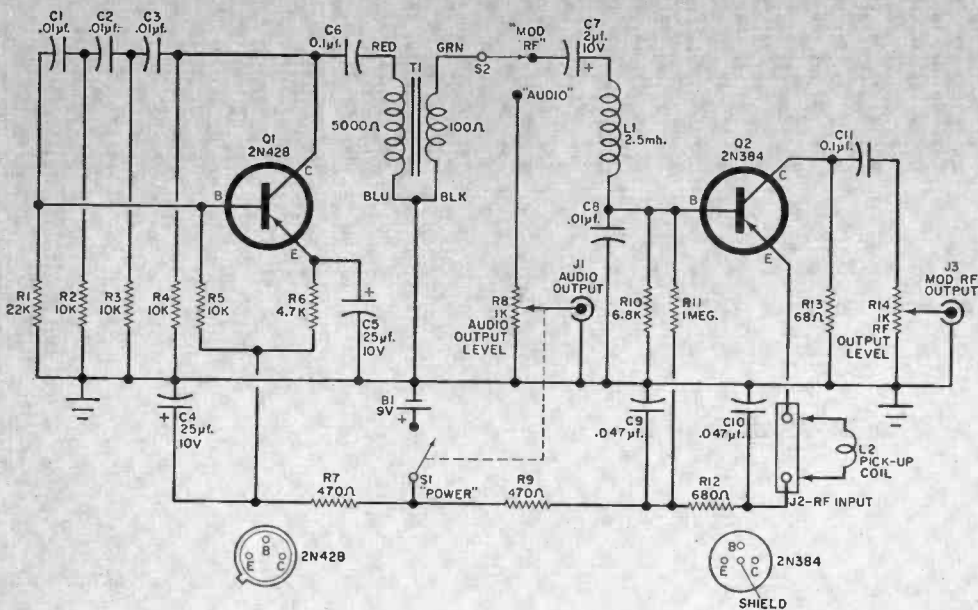 C1
.01µf.
C2
.01µf.
C3
.01µf.
C6
0.1µf.
RED
T1
GRN
S2
"MOD
RF"
C7
2µf.
10V
+
"AUDIO"
5000Ω
100Ω
L1
2.5mh.
Q1
2N428
B
C
E
BLU
BLK
Q2
2N384
B
C
E
C11
0.1µf.
C8
.01µf.
R1
22K
R2
10K
R3
10K
R4
10K
R5
10K
R6
4.7K
+
C5
25µf.
10V
R8
1K
AUDIO
OUTPUT
LEVEL
J1
AUDIO
OUTPUT
R10
6.8K
R11
1MEG.
R13
68Ω
R14
1K
RF
OUTPUT
LEVEL
J3
MOD RF
OUTPUT
+
C4
25µf.
10V
B1
9V
+
C9
.047µf.
C10
.047µf.
L2
PICK-UP
COIL
R7
470Ω
S1
"POWER"
R9
470Ω
R12
680Ω
J2-RF INPUT
B
E
C
2N428
B
E
C
2N384
SHIELD